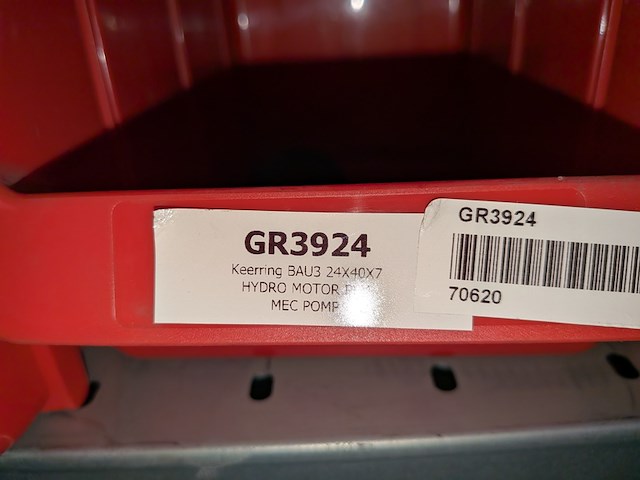 GR3924
Keerring BAU3 24X40X7
HYDRO MOTOR
MEC POMP
GR3924
70620